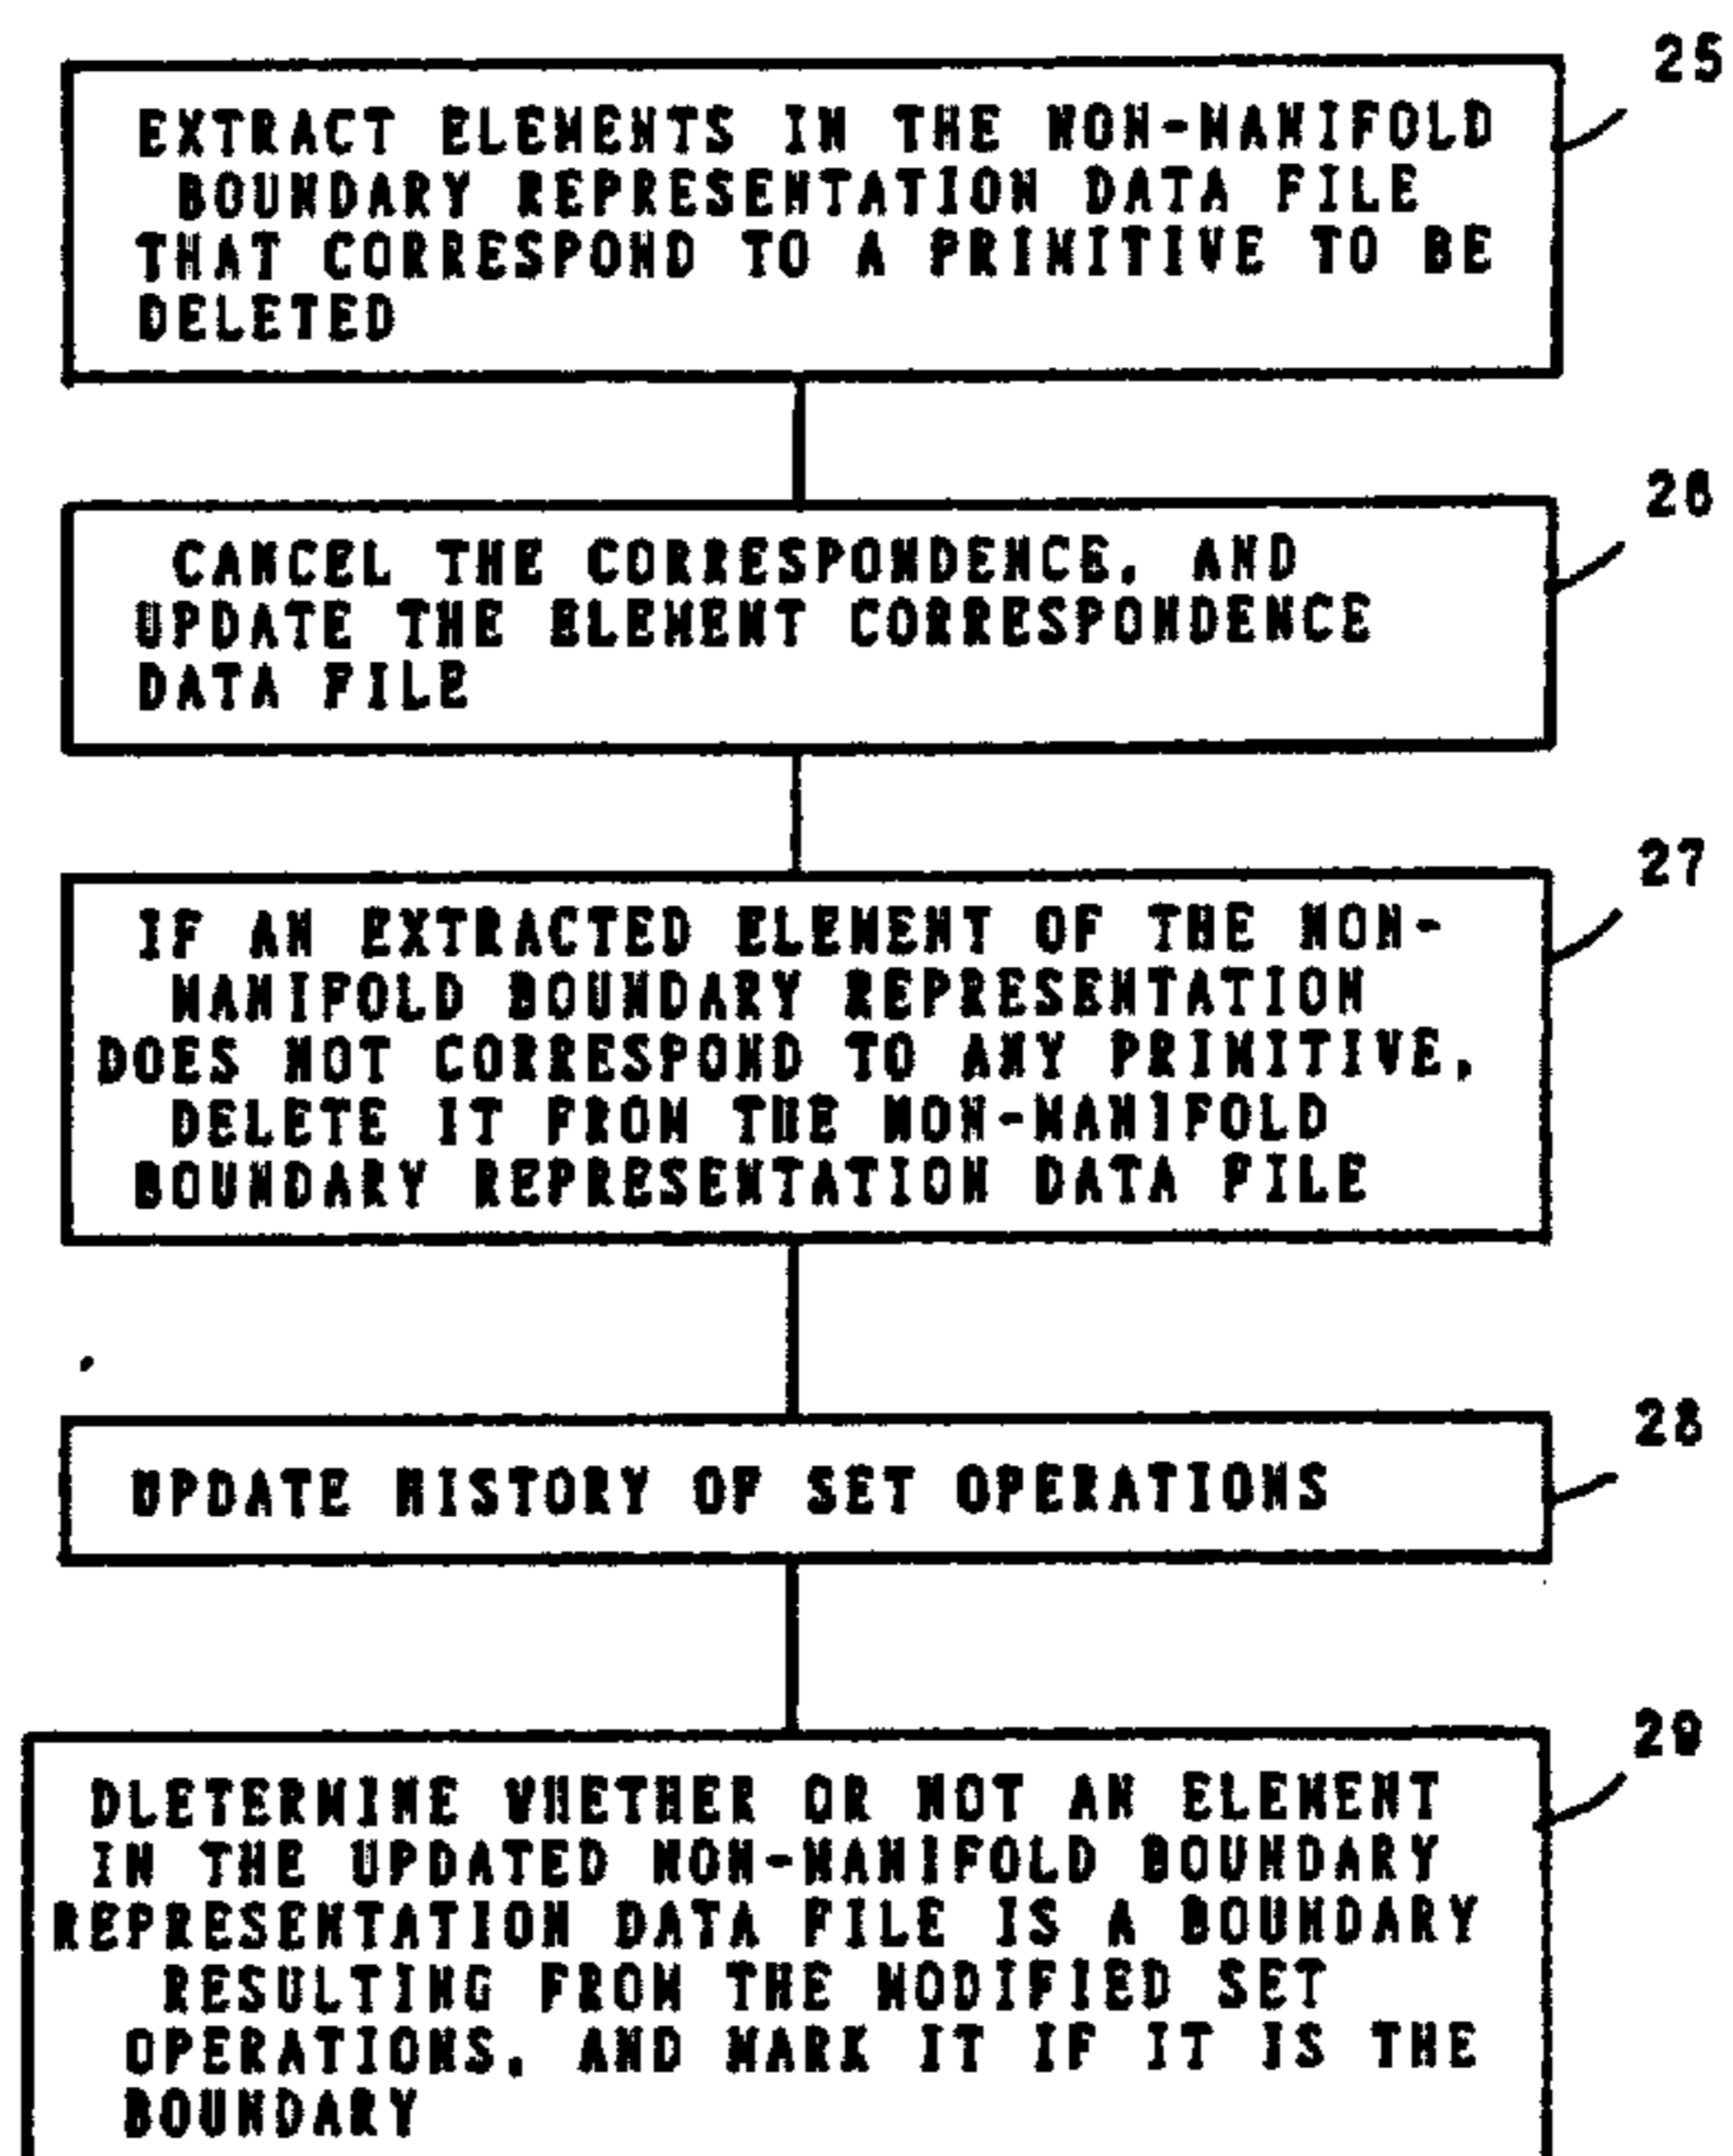 25
EXTRACT ELEMENTS IN THE NON-MANIFOLD
BOUNDARY REPRESENTATION DATA FILE
THAT CORRESPOND TO A PRIMITIVE TO BE
DELETED
26
CANCEL THE CORRESPONDENCE, AND
UPDATE THE ELEMENT CORRESPONDENCE
DATA FILE
27
IF AN EXTRACTED ELEMENT OF THE NON-
MANIFOLD BOUNDARY REPRESENTATION
DOES NOT CORRESPOND TO ANY PRIMITIVE,
DELETE IT FROM THE NON-MANIFOLD
BOUNDARY REPRESENTATION DATA FILE
28
UPDATE HISTORY OF SET OPERATIONS
29
DLETERMINE WHETHER OR NOT AN ELEMENT
IN THE UPDATED NON-MANIFOLD BOUNDARY
REPRESENTATION DATA FILE IS A BOUNDARY
RESULTING FROM THE MODIFIED SET
OPERATIONS, AND MARK IT IF IT IS THE
BOUNDARY